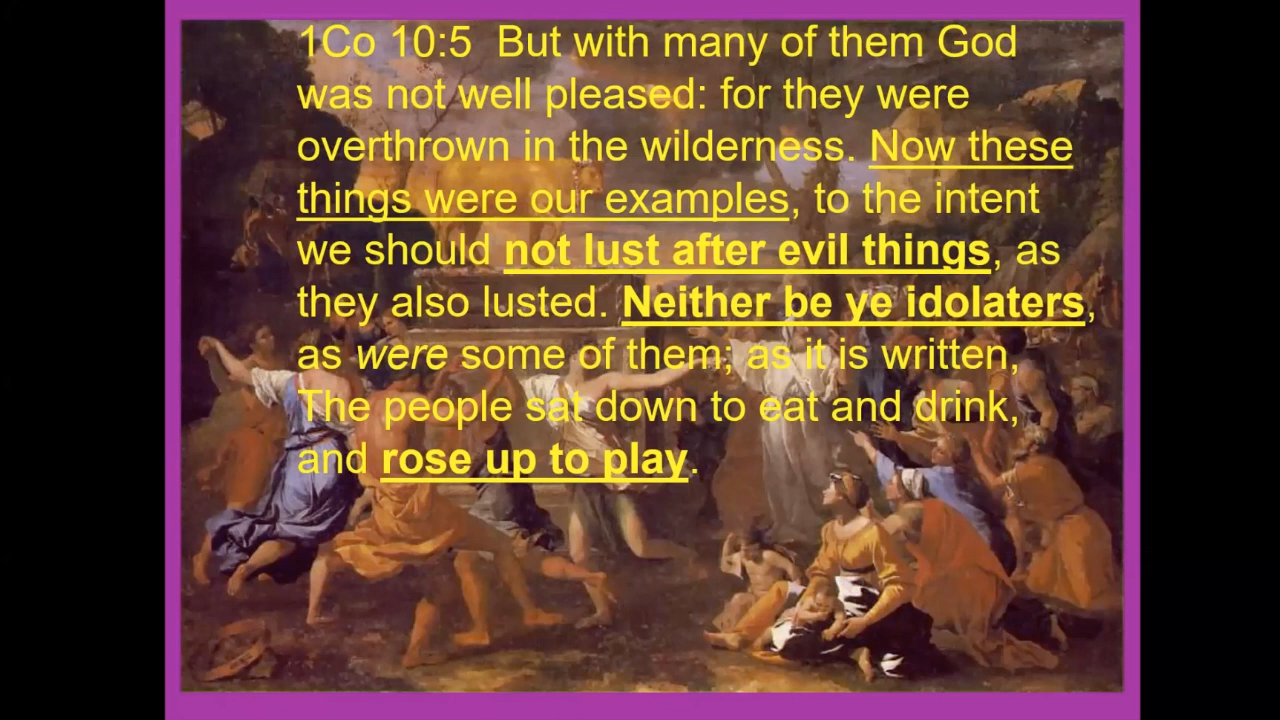 1Co 10:5  But with many of them God
was not well pleased: for they were
overthrown in the wilderness. Now these
things were our examples, to the intent
we should not lust after evil things, as
they also lusted. Neither be ye idolaters,
as were some of them; as it is written,
The people sat down to eat and drink,
and rose up to play.